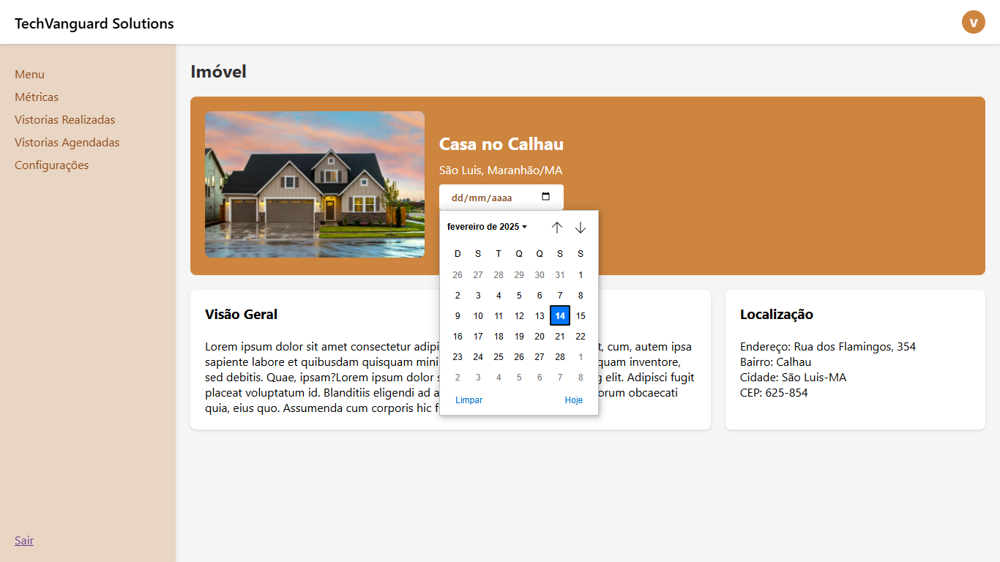 TechVanguard Solutions
V
Menu
Métricas
Vistorias Realizadas
Vistorias Agendadas
Configurações
Sair
Imóvel
Casa no Calhau
São Luis, Maranhão/MA
dd/mm/aaaa
fevereiro de 2025
D S T Q Q S S
26 27 28 29 30 31 1
2 3 4 5 6 7 8
9 10 11 12 13 14 15
16 17 18 19 20 21 22
23 24 25 26 27 28 1
2 3 4 5 6 7 8
Limpar Hoje
Visão Geral
Lorem ipsum dolor sit amet consectetur adipi t, cum, autem ipsa
sapiente labore et quibusdam quisquam mini quam inventore,
sed debitis. Quae, ipsam?Lorem ipsum dolor s g elit. Adipisci fugit
placeat voluptatum id. Blanditiis eligendi ad a orum obcaecati
quia, eius quo. Assumenda cum corporis hic f
Localização
Endereço: Rua dos Flamingos, 354
Bairro: Calhau
Cidade: São Luis-MA
CEP: 625-854